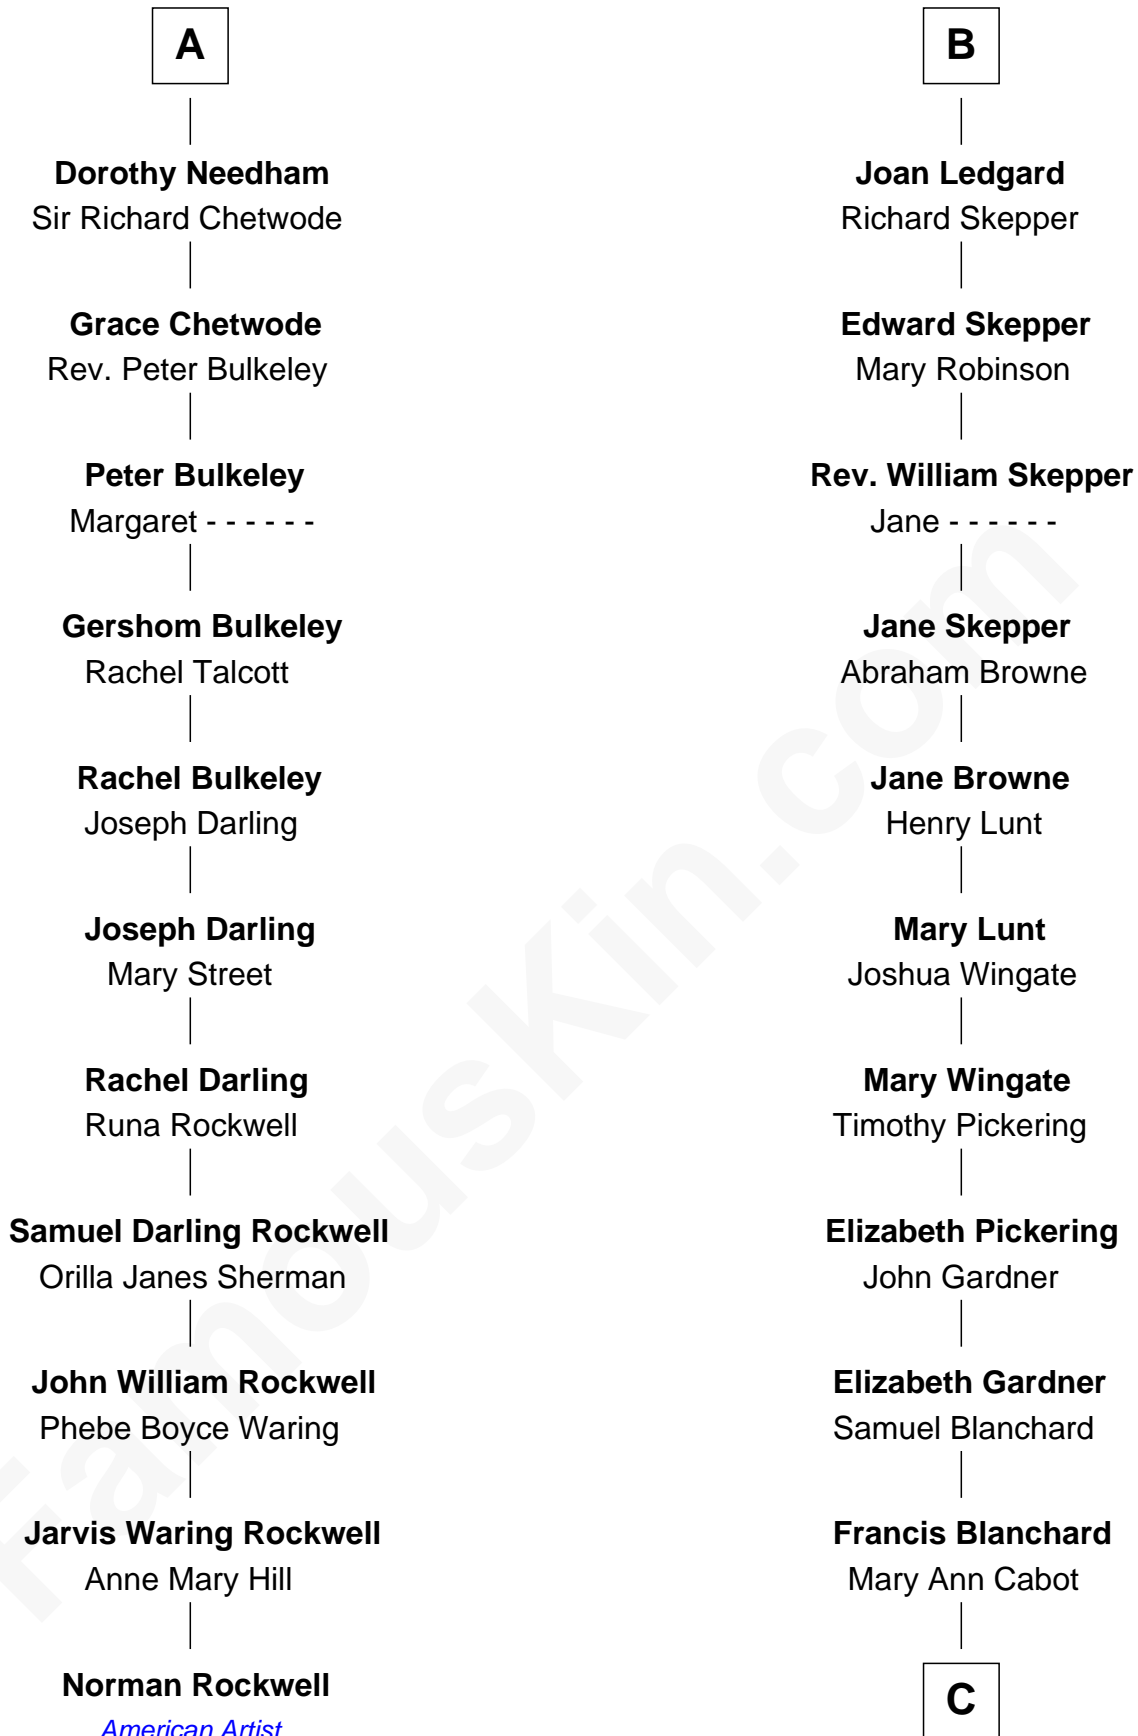 A
Dorothy Needham
Sir Richard Chetwode
Grace Chetwode
Rev. Peter Bulkeley
Peter Bulkeley
Margaret - - - - - -
Gershom Bulkeley
Rachel Talcott
Rachel Bulkeley
Joseph Darling
Joseph Darling
Mary Street
Rachel Darling
Runa Rockwell
Samuel Darling Rockwell
Orilla Janes Sherman
John William Rockwell
Phebe Boyce Waring
Jarvis Waring Rockwell
Anne Mary Hill
Norman Rockwell
American Artist
B
Joan Ledgard
Richard Skepper
Edward Skepper
Mary Robinson
Rev. William Skepper
Jane - - - - - -
Jane Skepper
Abraham Browne
Jane Browne
Henry Lunt
Mary Lunt
Joshua Wingate
Mary Wingate
Timothy Pickering
Elizabeth Pickering
John Gardner
Elizabeth Gardner
Samuel Blanchard
Francis Blanchard
Mary Ann Cabot
C
FamousKin.com